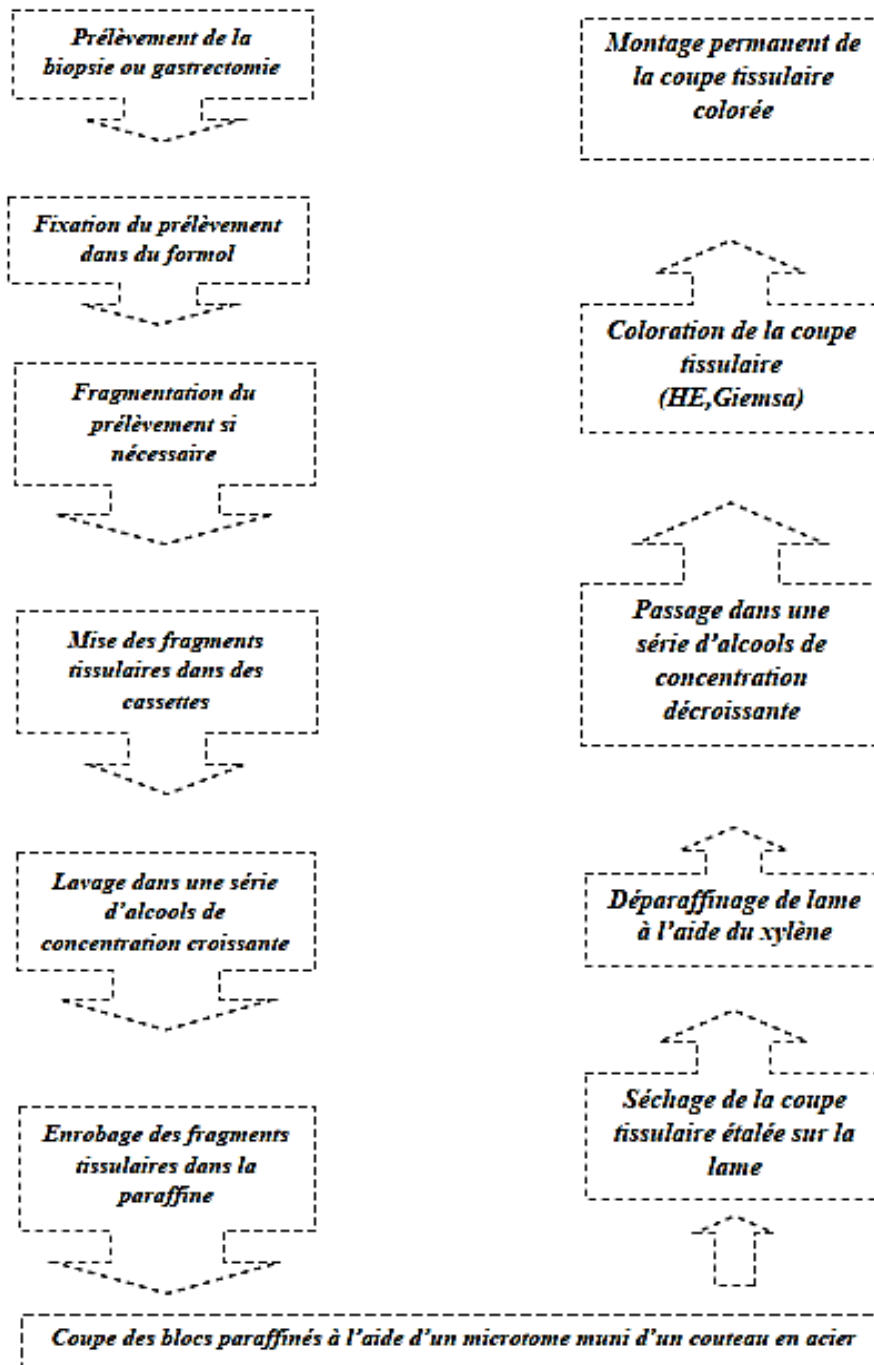 Prélèvement de la
biopsie ou gastrectomie
Fixation du prélèvement
dans du formol
Fragmentation du
prélèvement si
nécessaire
Mise des fragments
tissulaires dans des
cassettes
Lavage dans une série
d'alcools de
concentration croissante
Enrobage des fragments
tissulaires dans la
paraffine
Coupe des blocs paraffinés à l'aide d'un microtome muni d'un couteau en acier
Séchage de la coupe
tissulaire étalée sur la
lame
Déparaffinage de lame
à l'aide du xylène
Passage dans une
série d'alcools de
concentration
décroissante
Coloration de la coupe
tissulaire
(HE,Giemsa)
Montage permanent de
la coupe tissulaire
colorée